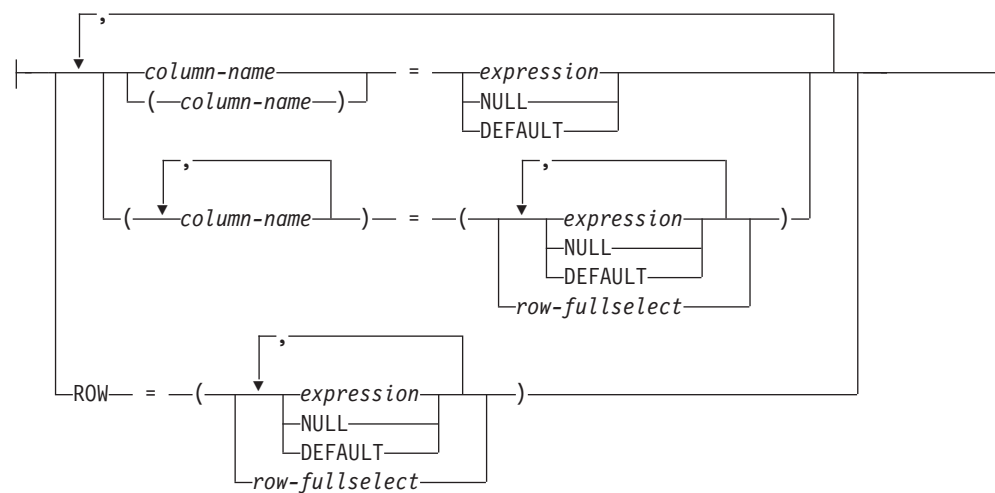 ,
column-name = expression
( column-name ) NULL
DEFAULT
, ,
( column-name ) = ( expression )
NULL
DEFAULT
row-fullselect
,
ROW = ( expression )
NULL
DEFAULT
row-fullselect